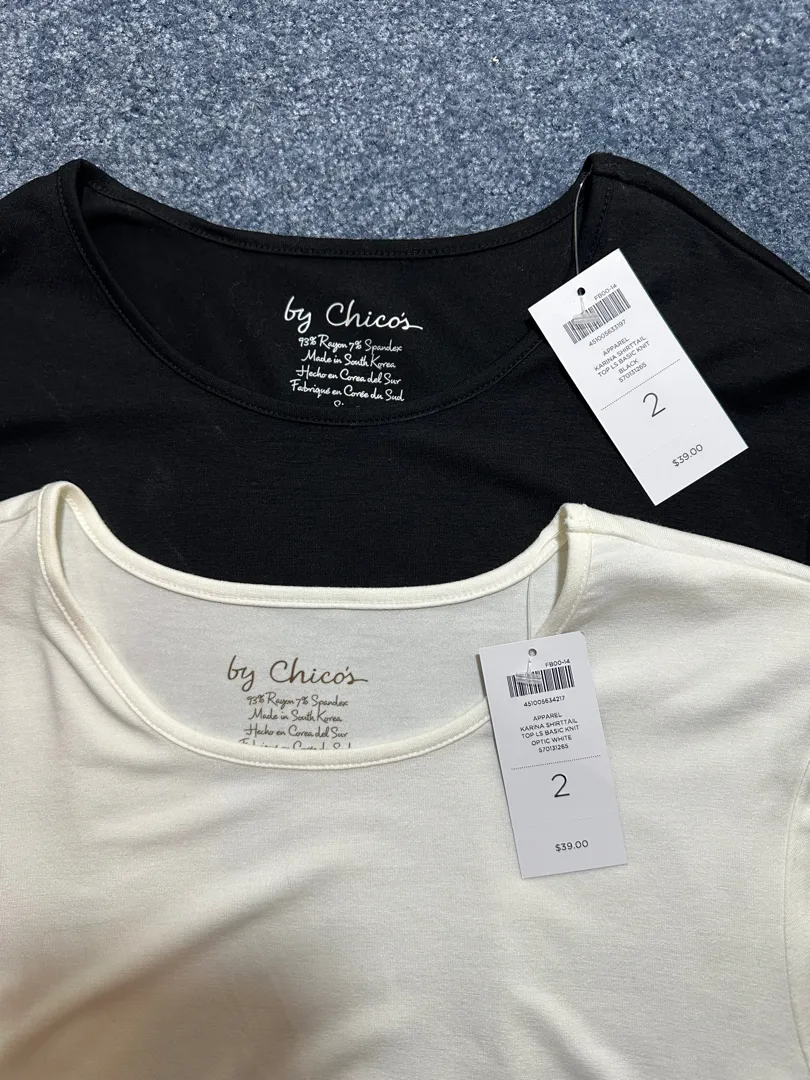 by Chico's
93% Rayon 7% Spandex
Made in South Korea
Hecho en Corea del Sur
Fabriqué en Corée du Sud
FB00-14
451005633197
APPAREL
KARINA SHIRTTAIL
TOP LS BASIC KNIT
BLACK
570131265
2
$39.00
by Chico's
93% Rayon 7% Spandex
Made in South Korea
Hecho en Corea del Sur
FB00-14
451005634217
APPAREL
KARINA SHIRTTAIL
TOP LS BASIC KNIT
OPTIC WHITE
570131265
2
$39.00